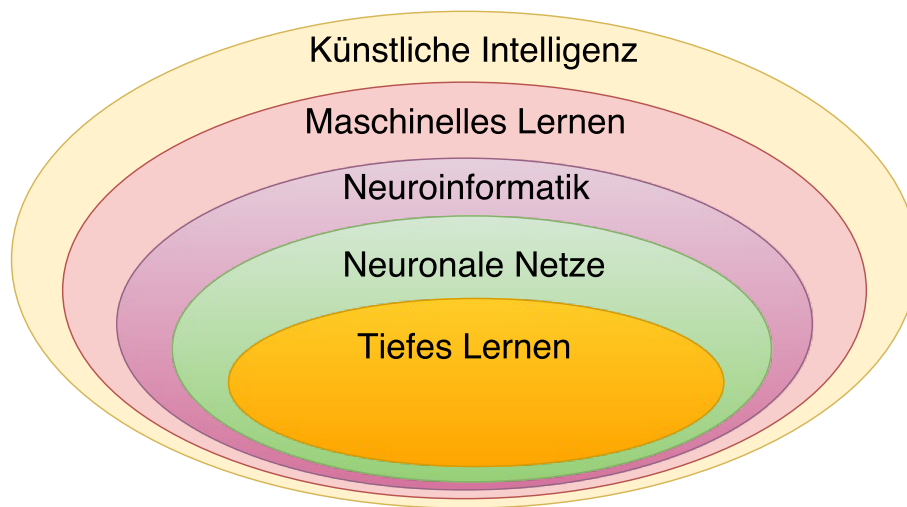 Künstliche Intelligenz
Maschinelles Lernen
Neuroinformatik
Neuronale Netze
Tiefes Lernen